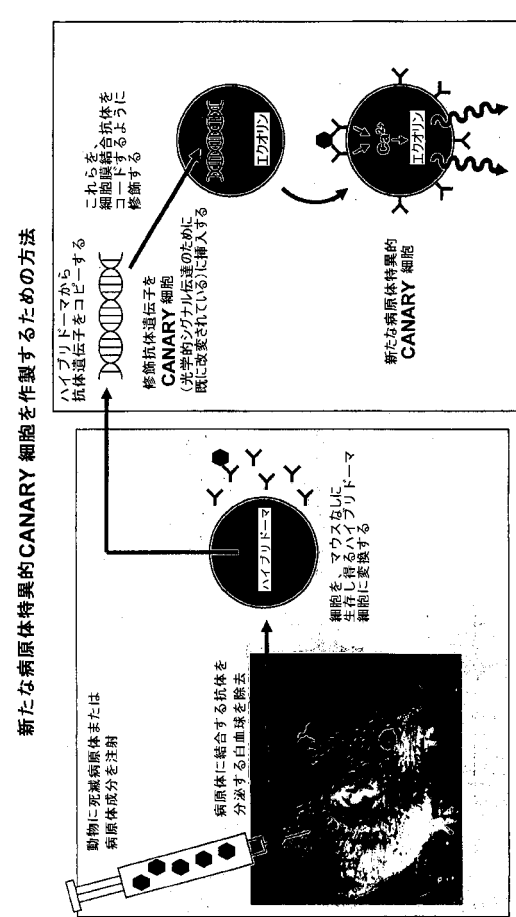 新たな病原体特異的CANARY 細胞を作製するための方法
動物に死滅病原体または
病原体成分を注射
病原体に結合する抗体を
分泌する白血球を除去
ハイブリドーマ
細胞を、マウスなしに
生存し得るハイブリドーマ
細胞に変換する
ハイブリドーマから
抗体遺伝子をコピーする
これらを、
細胞膜結合抗体を
コードするように
修飾する
修飾抗体遺伝子を
CANARY 細胞
(光学的シグナル伝達のために
既に改変されている)に挿入する
エクオリン
Ca²⁺
エクオリン
新たな病原体特異的
CANARY 細胞